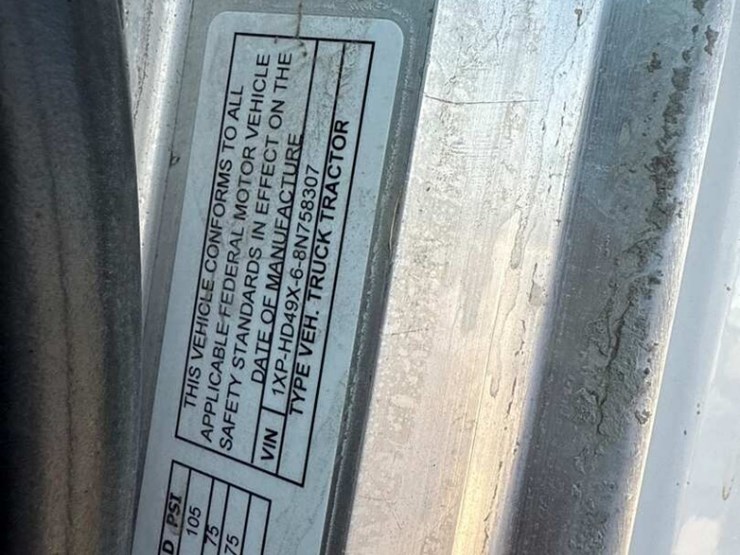 THIS VEHICLE CONFORMS TO ALL
APPLICABLE FEDERAL MOTOR VEHICLE
SAFETY STANDARDS IN EFFECT ON THE
DATE OF MANUFACTURE
VIN 1XP-HD49X-6-8N758307
TYPE VEH. TRUCK TRACTOR
D PSI
105
75
75